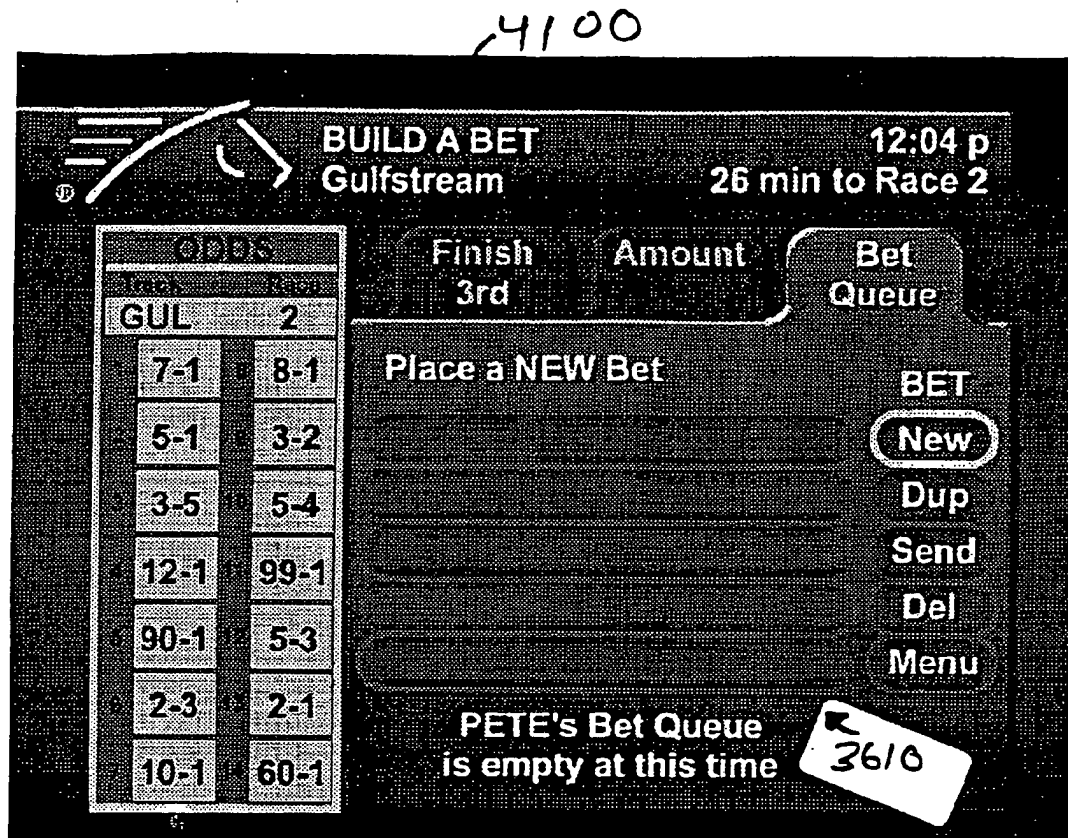 4100
BUILD A BET
Gulfstream
12:04 p
26 min to Race 2
®
ODDS
Track Race
GUL 2
Finish
3rd
Amount
Bet
Queue
7-1 8-1
5-1 3-2
3-5 5-4
12-1 99-1
90-1 5-3
2-3 2-1
10-1 60-1
Place a NEW Bet
BET
New
Dup
Send
Del
Menu
PETE's Bet Queue
is empty at this time
3610